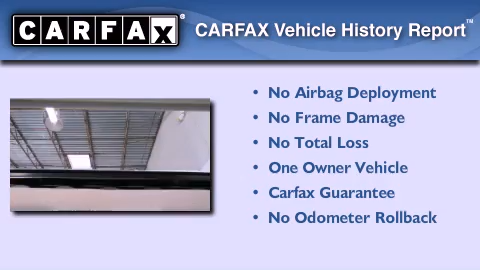 CARFAX® CARFAX Vehicle History Report™
• No Airbag Deployment
• No Frame Damage
• No Total Loss
• One Owner Vehicle
• Carfax Guarantee
• No Odometer Rollback